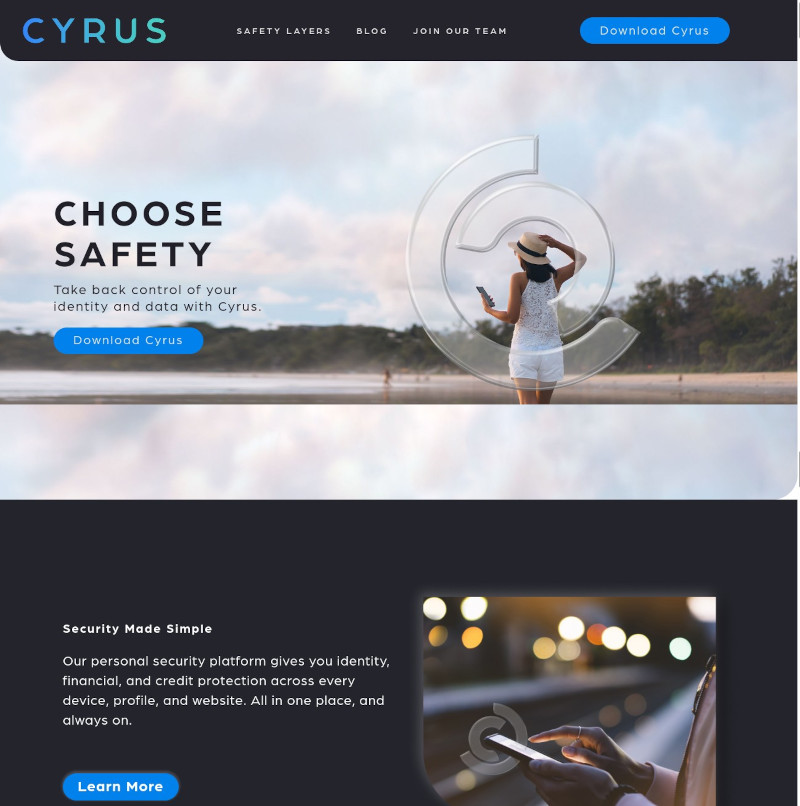 CYRUS
SAFETY LAYERS
BLOG
JOIN OUR TEAM
Download Cyrus
CHOOSE
SAFETY
Take back control of your
identity and data with Cyrus.
Download Cyrus
Security Made Simple
Our personal security platform gives you identity,
financial, and credit protection across every
device, profile, and website. All in one place, and
always on.
Learn More